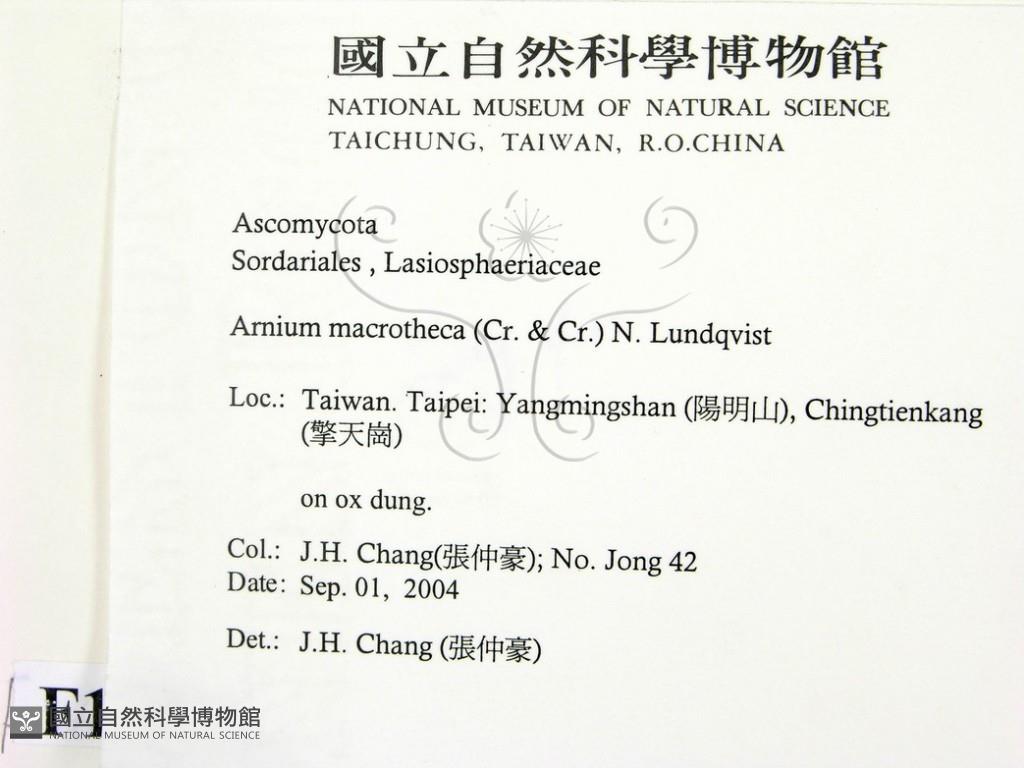 國立自然科學博物館
NATIONAL MUSEUM OF NATURAL SCIENCE
TAICHUNG, TAIWAN, R.O.CHINA
Ascomycota
Sordariales , Lasiosphaeriaceae
Arnium macrotheca (Cr. & Cr.) N. Lundqvist
Loc.: Taiwan. Taipei: Yangmingshan (陽明山), Chingtienkang
(擎天崗)
on ox dung.
Col.: J.H. Chang(張仲豪); No. Jong 42
Date: Sep. 01, 2004
Det.: J.H. Chang (張仲豪)
F1
國立自然科學博物館
NATIONAL MUSEUM OF NATURAL SCIENCE